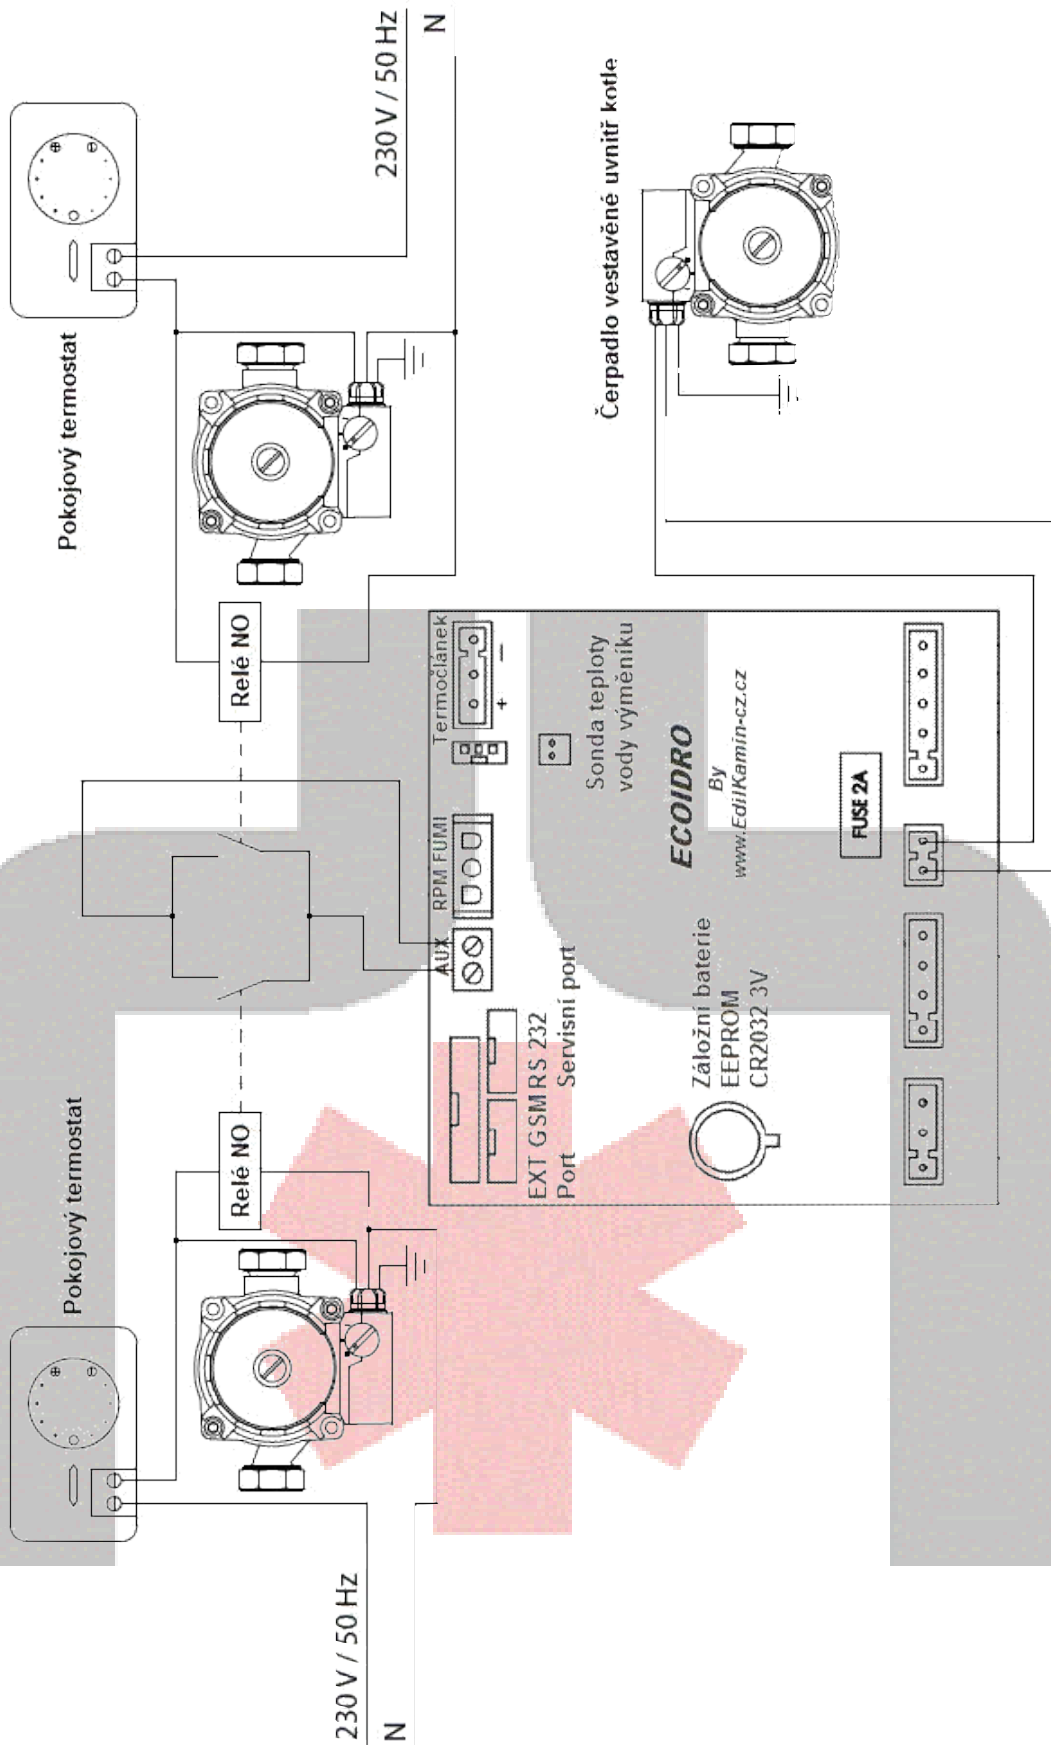 Pokojový termostat
230 V / 50 Hz
N
Relé NO
Pokojový termostat
230 V / 50 Hz
N
Relé NO
Čerpadlo vestavěné uvnitř kotle
EXT GSM RS 232
Port Servisní port
AUX
RPM FUMI
Termočlánek
+ −
Sonda teploty
vody výměníku
Záložní baterie
EEPROM
CR2032 3V
ECOIDRO
By
www.EdilKamin-cz.cz
FUSE 2A